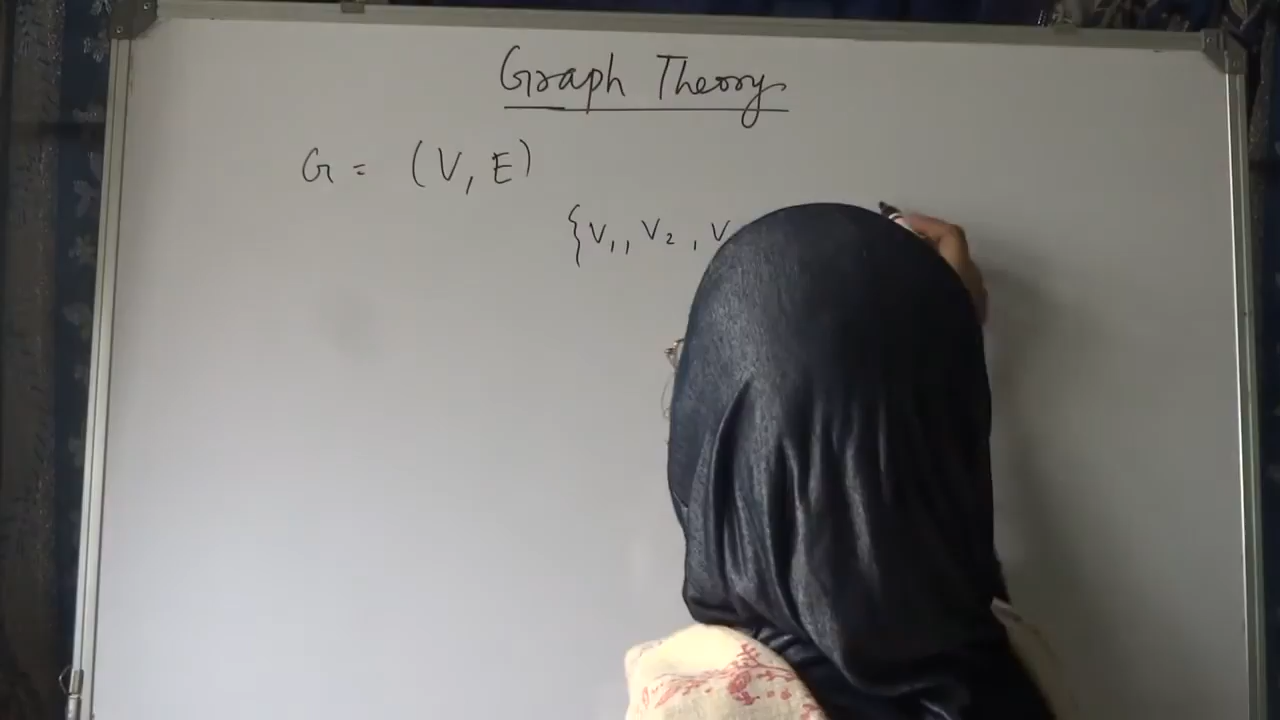 Graph Theory
G = (V, E)
{V₁, V₂, V